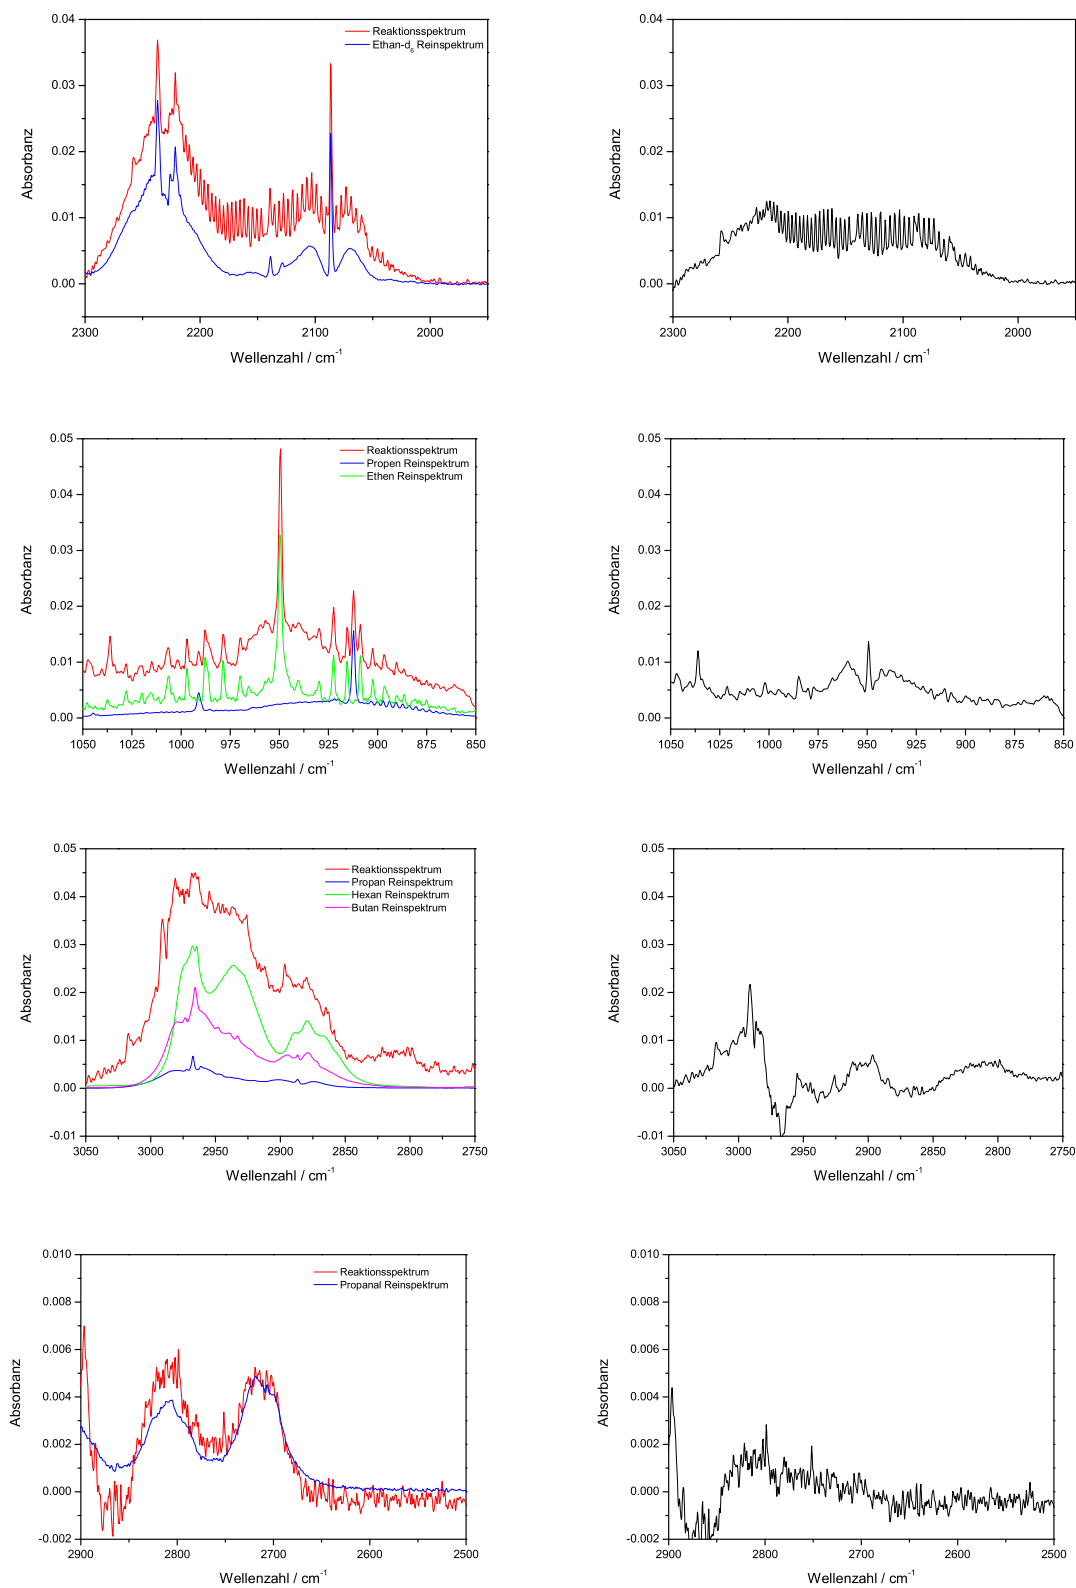 0.04
0.03
0.02
0.01
0.00
Absorbanz
Reaktionsspektrum
Ethan-d6 Reinspektrum
2300 2200 2100 2000
Wellenzahl / cm-1
0.04
0.03
0.02
0.01
0.00
Absorbanz
2300 2200 2100 2000
Wellenzahl / cm-1
0.05
0.04
0.03
0.02
0.01
0.00
Absorbanz
Reaktionsspektrum
Propen Reinspektrum
Ethen Reinspektrum
1050 1025 1000 975 950 925 900 875 850
Wellenzahl / cm-1
0.05
0.04
0.03
0.02
0.01
0.00
Absorbanz
1050 1025 1000 975 950 925 900 875 850
Wellenzahl / cm-1
0.05
0.04
0.03
0.02
0.01
0.00
-0.01
Absorbanz
Reaktionsspektrum
Propan Reinspektrum
Hexan Reinspektrum
Butan Reinspektrum
3050 3000 2950 2900 2850 2800 2750
Wellenzahl / cm-1
0.05
0.04
0.03
0.02
0.01
0.00
-0.01
Absorbanz
3050 3000 2950 2900 2850 2800 2750
Wellenzahl / cm-1
0.010
0.008
0.006
0.004
0.002
0.000
-0.002
Absorbanz
Reaktionsspektrum
Propanal Reinspektrum
2900 2800 2700 2600 2500
Wellenzahl / cm-1
0.010
0.008
0.006
0.004
0.002
0.000
-0.002
Absorbanz
2900 2800 2700 2600 2500
Wellenzahl / cm-1